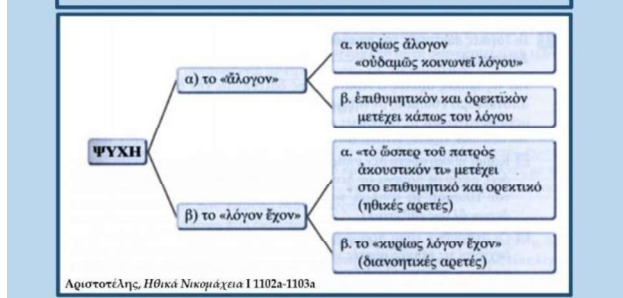 ΨΥΧΗ
α) το «ἄλογον»
α. κυρίως ἄλογον
«οὐδαμῶς κοινωνεῖ λόγου»
β. ἐπιθυμητικὸν και ὀρεκτικὸν
μετέχει κάπως του λόγου
β) το «λόγον ἔχον»
α. «τὸ ὥσπερ τοῦ πατρὸς
ἀκουστικόν τι» μετέχει
στο επιθυμητικό και ορεκτικό
(ηθικές αρετές)
β. το «κυρίως λόγον ἔχον»
(διανοητικές αρετές)
Αριστοτέλης, Ηθικά Νικομάχεια Ι 1102a-1103a